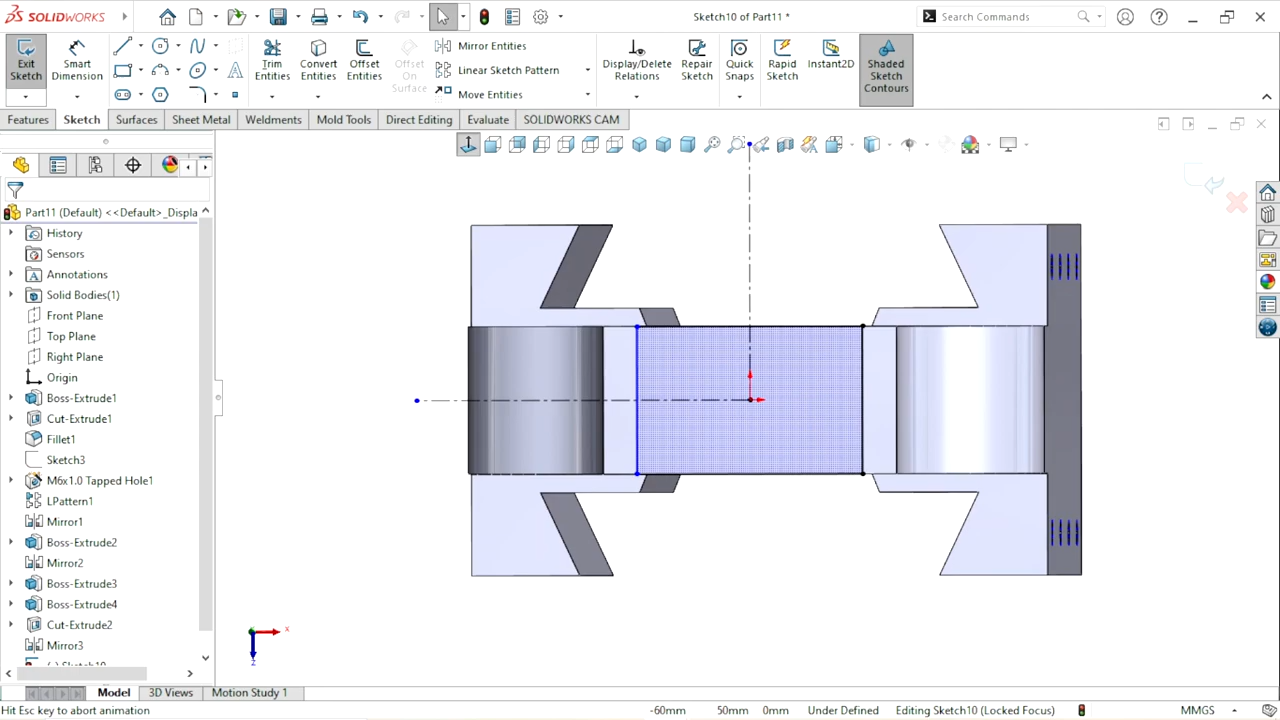 SOLIDWORKS
Sketch10 of Part11 *
Search Commands
Exit Sketch
Smart Dimension
Trim Entities
Convert Entities
Offset Entities
Offset On Surface
Mirror Entities
Linear Sketch Pattern
Move Entities
Display/Delete Relations
Repair Sketch
Quick Snaps
Rapid Sketch
Instant2D
Shaded Sketch Contours
Features
Sketch
Surfaces
Sheet Metal
Weldments
Mold Tools
Direct Editing
Evaluate
SOLIDWORKS CAM
Part11 (Default) <<Default>_Displa
History
Sensors
Annotations
Solid Bodies(1)
Front Plane
Top Plane
Right Plane
Origin
Boss-Extrude1
Cut-Extrude1
Fillet1
Sketch3
M6x1.0 Tapped Hole1
LPattern1
Mirror1
Boss-Extrude2
Mirror2
Boss-Extrude3
Boss-Extrude4
Cut-Extrude2
Mirror3
(-) Sketch10
x
z
Model
3D Views
Motion Study 1
Hit Esc key to abort animation
-60mm
50mm
0mm
Under Defined
Editing Sketch10 (Locked Focus)
MMGS